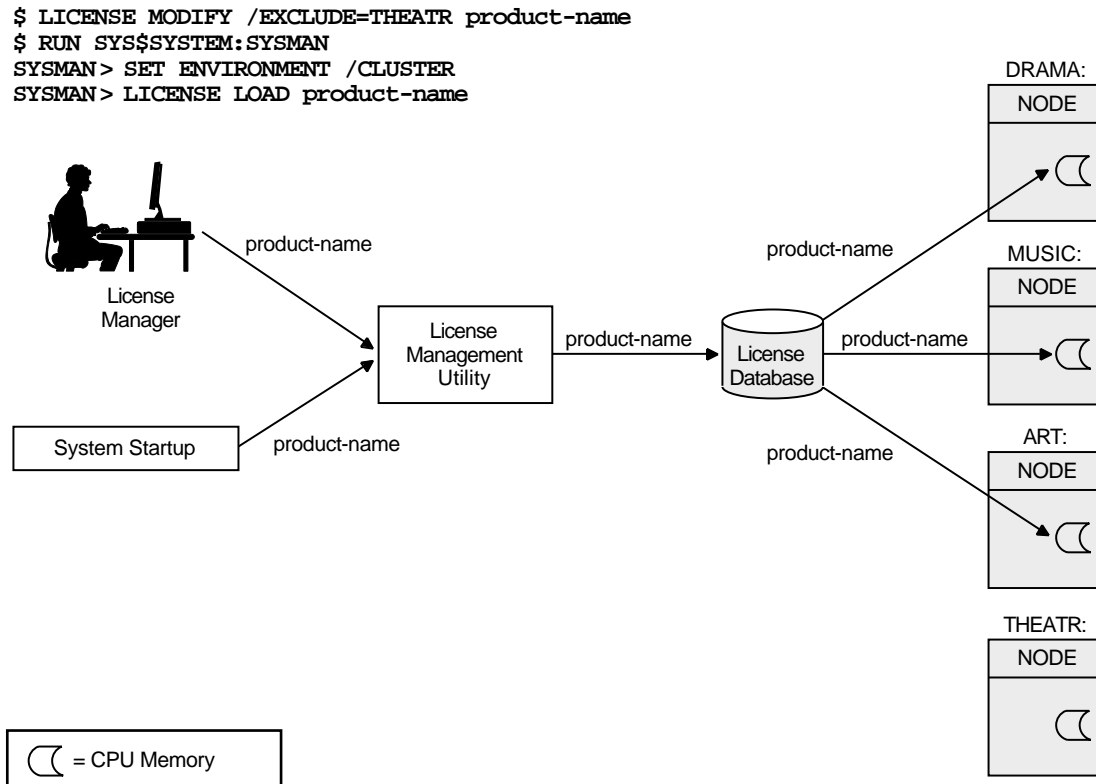 $ LICENSE MODIFY /EXCLUDE=THEATR product-name
$ RUN SYS$SYSTEM:SYSMAN
SYSMAN> SET ENVIRONMENT /CLUSTER
SYSMAN> LICENSE LOAD product-name
DRAMA:
NODE
product-name
product-name
MUSIC:
NODE
License
Manager
License
Management
Utility
product-name
License
Database
product-name
System Startup
product-name
product-name
ART:
NODE
THEATR:
NODE
= CPU Memory